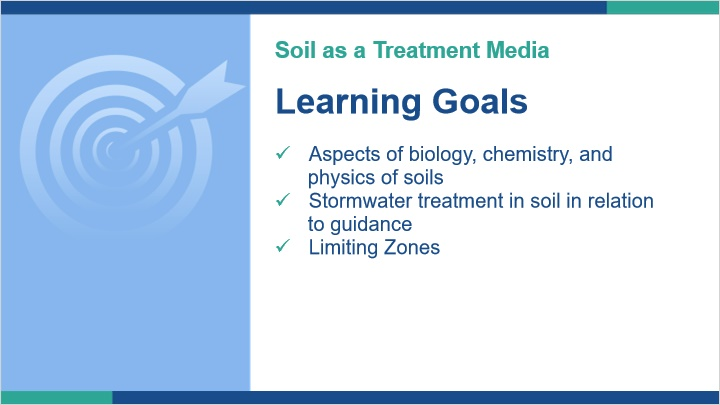 Soil as a Treatment Media
Learning Goals
✓ Aspects of biology, chemistry, and
physics of soils
✓ Stormwater treatment in soil in relation
to guidance
✓ Limiting Zones